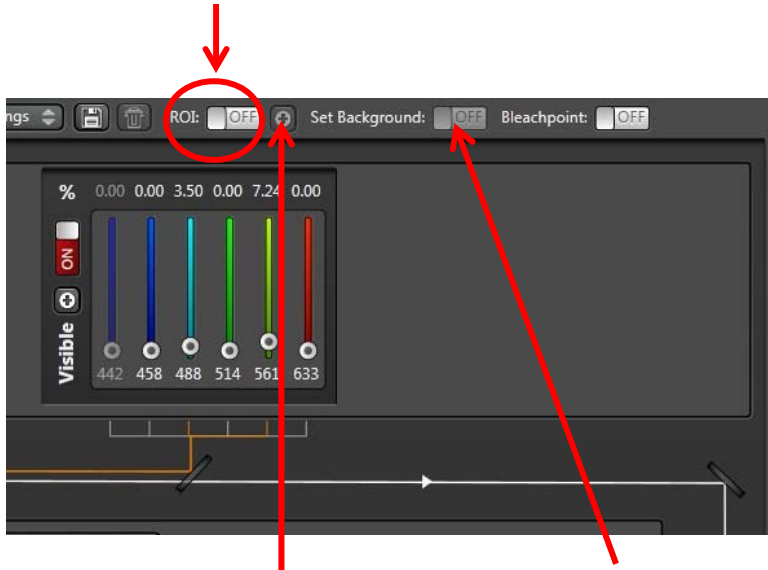 ngs ROI: OFF Set Background: OFF Bleachpoint: OFF
% 0.00 0.00 3.50 0.00 7.24 0.00
ON
Visible
442 458 488 514 561 633